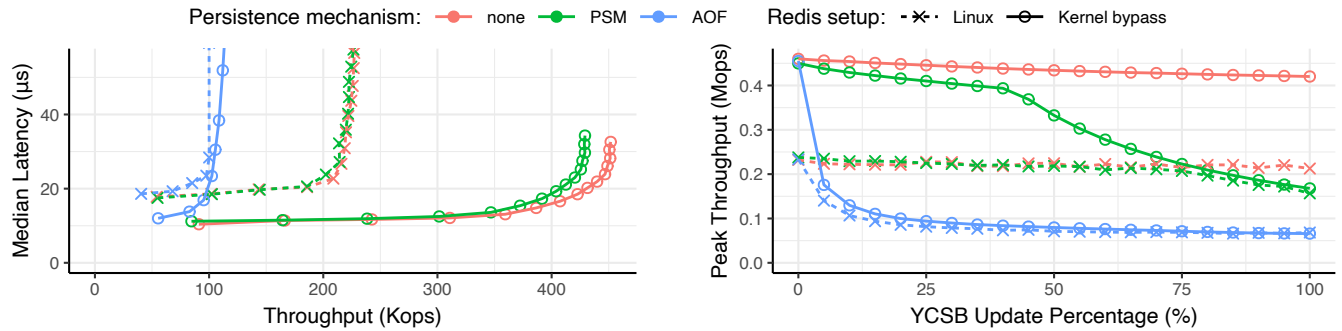 Persistence mechanism: none PSM AOF Redis setup: Linux Kernel bypass
Median Latency (µs)
40
20
0
0 100 200 300 400
Throughput (Kops)
Peak Throughput (Mops)
0.4
0.3
0.2
0.1
0.0
0 25 50 75 100
YCSB Update Percentage (%)